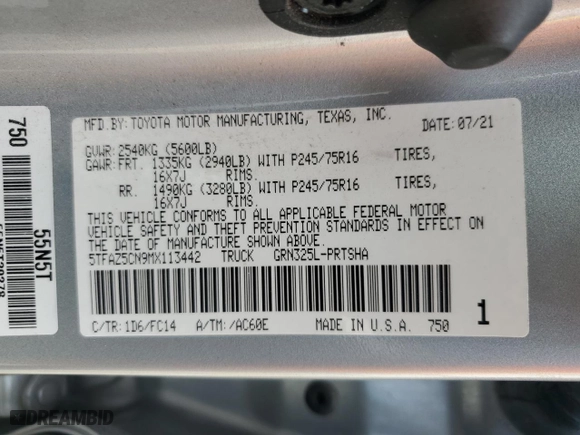 MFD.BY:TOYOTA MOTOR MANUFACTURING, TEXAS, INC.
DATE:07/21
GVWR:2540KG (5600LB)
GAWR:FRT. 1335KG (2940LB) WITH P245/75R16 TIRES,
16X7J RIMS.
RR. 1490KG (3280LB) WITH P245/75R16 TIRES,
16X7J RIMS.
THIS VEHICLE CONFORMS TO ALL APPLICABLE FEDERAL MOTOR
VEHICLE SAFETY AND THEFT PREVENTION STANDARDS IN EFFECT ON
THE DATE OF MANUFACTURE SHOWN ABOVE.
5TFAZ5CN9MX113442 TRUCK GRN325L-PRTSHA
C/TR:1D6/FC14 A/TM:/AC60E MADE IN U.S.A. 750 1
750
55N5T
DREAMBID